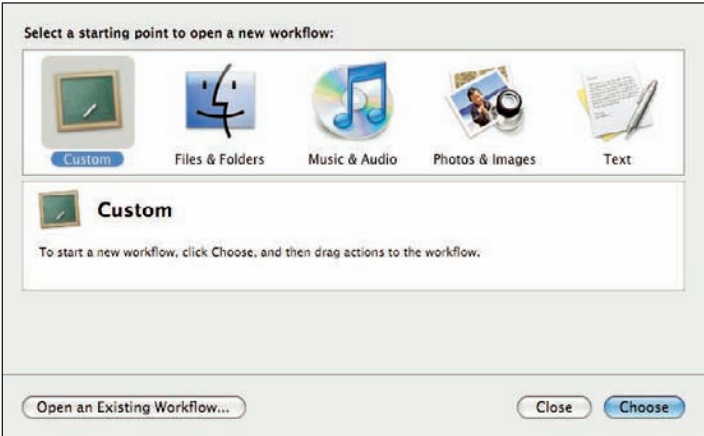 Select a starting point to open a new workflow:
Custom
Files & Folders
Music & Audio
Photos & Images
Text
Custom
To start a new workflow, click Choose, and then drag actions to the workflow.
Open an Existing Workflow...
Close
Choose